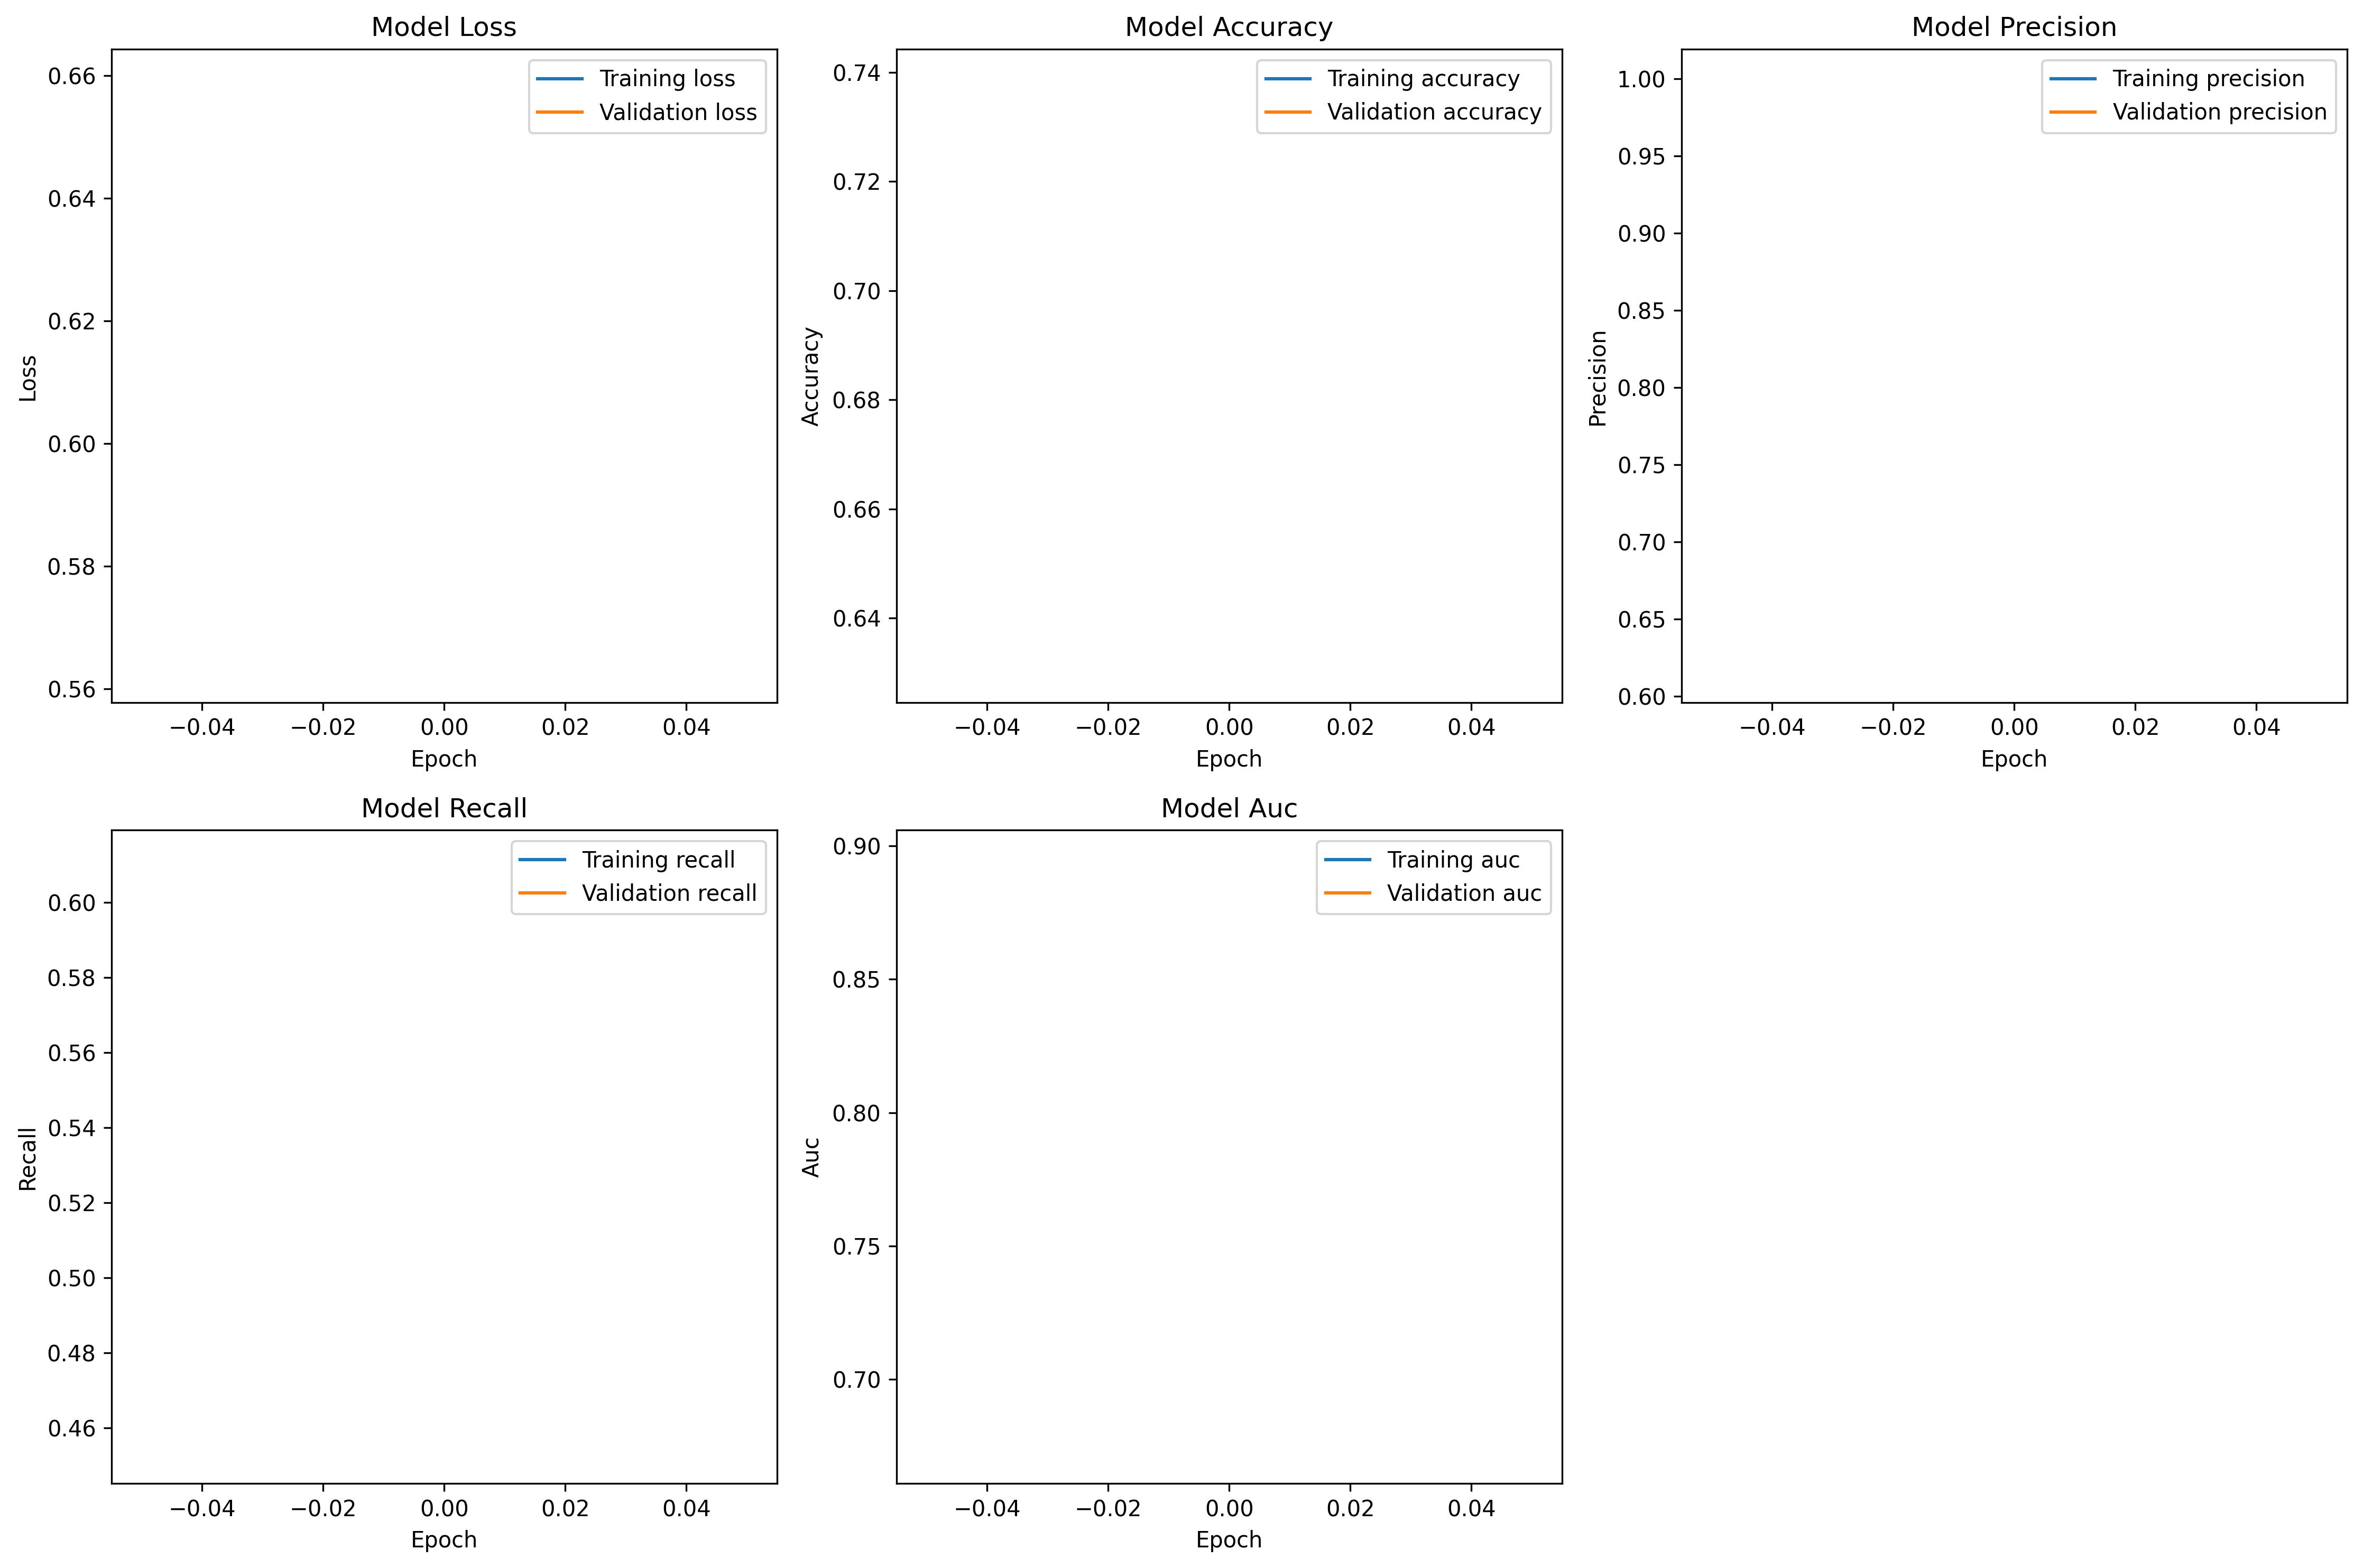 Model Loss
Training loss
Validation loss
0.66
0.64
0.62
0.60
0.58
0.56
Loss
−0.04 −0.02 0.00 0.02 0.04
Epoch
Model Accuracy
Training accuracy
Validation accuracy
0.74
0.72
0.70
0.68
0.66
0.64
Accuracy
−0.04 −0.02 0.00 0.02 0.04
Epoch
Model Precision
Training precision
Validation precision
1.00
0.95
0.90
0.85
0.80
0.75
0.70
0.65
0.60
Precision
−0.04 −0.02 0.00 0.02 0.04
Epoch
Model Recall
Training recall
Validation recall
0.60
0.58
0.56
0.54
0.52
0.50
0.48
0.46
Recall
−0.04 −0.02 0.00 0.02 0.04
Epoch
Model Auc
Training auc
Validation auc
0.90
0.85
0.80
0.75
0.70
Auc
−0.04 −0.02 0.00 0.02 0.04
Epoch